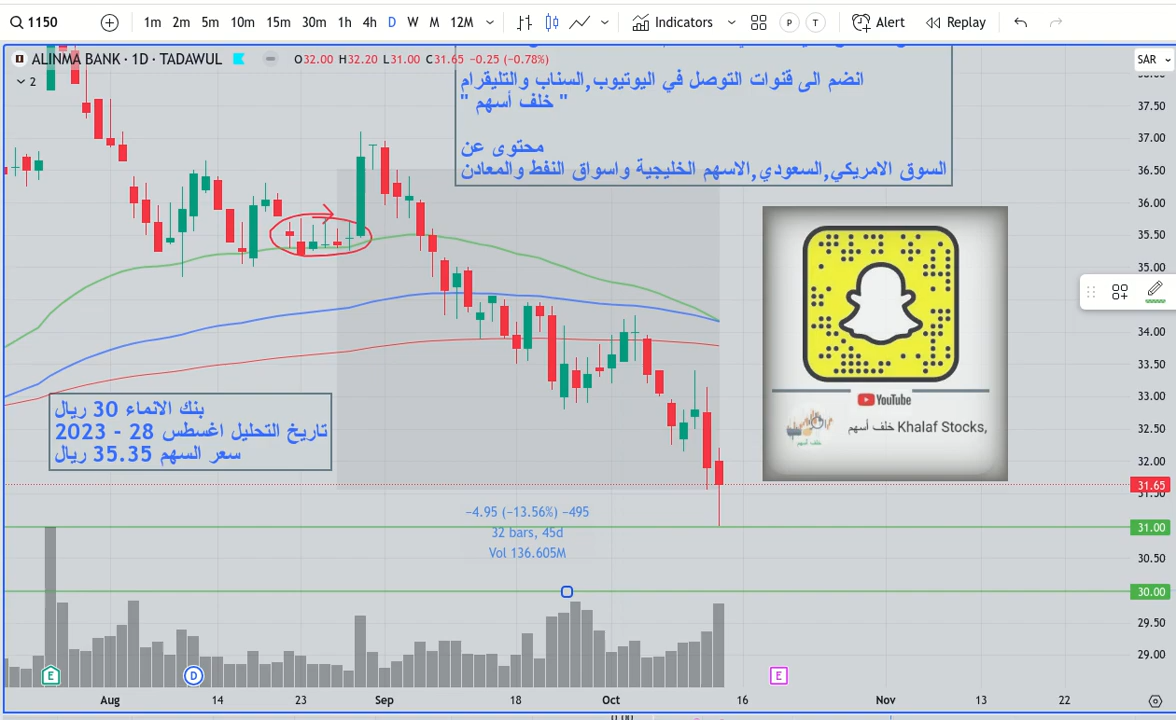 1150
1m 2m 5m 10m 15m 30m 1h 4h D W M 12M
Indicators
P T
Alert
Replay
ALINMA BANK · 1D · TADAWUL
O32.00 H32.20 L31.00 C31.65 −0.25 (−0.78%)
2
SAR
انضم الى قنوات التوصل في اليوتيوب,السناب والتليقرام
" خلف أسهم "
محتوى عن
السوق الامريكي,السعودي,الاسهم الخليجية واسواق النفط والمعادن
38.00
37.50
37.00
36.50
36.00
35.50
35.00
34.00
33.50
33.00
32.50
32.00
31.65
31.50
31.00
30.50
30.00
29.50
29.00
YouTube
خلف أسهم Khalaf Stocks,
خلف أسهم
بنك الانماء 30 ريال
تاريخ التحليل اغسطس 28 - 2023
سعر السهم 35.35 ريال
−4.95 (−13.56%) −495
32 bars, 45d
Vol 136.605M
E D E
Aug 14 23 Sep 18 Oct 16 Nov 13 22